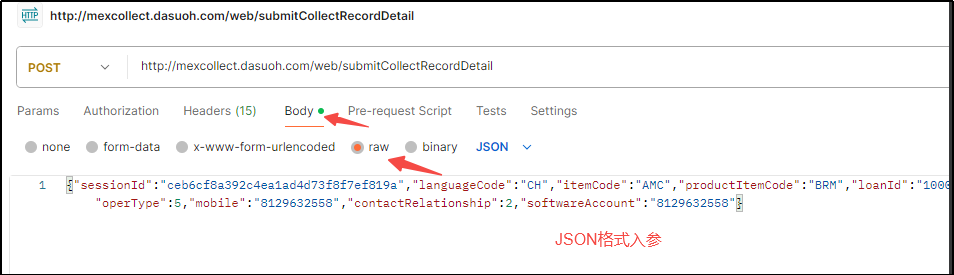 HTTP http://mexcollect.dasuoh.com/web/submitCollectRecordDetail
POST http://mexcollect.dasuoh.com/web/submitCollectRecordDetail
Params Authorization Headers (15) Body Pre-request Script Tests Settings
none form-data x-www-form-urlencoded raw binary JSON
1 {"sessionId":"ceb6cf8a392c4ea1ad4d73f8f7ef819a","languageCode":"CH","itemCode":"AMC","productItemCode":"BRM","loanId":"1000
"operType":5,"mobile":"8129632558","contactRelationship":2,"softwareAccount":"8129632558"}
JSON格式入参